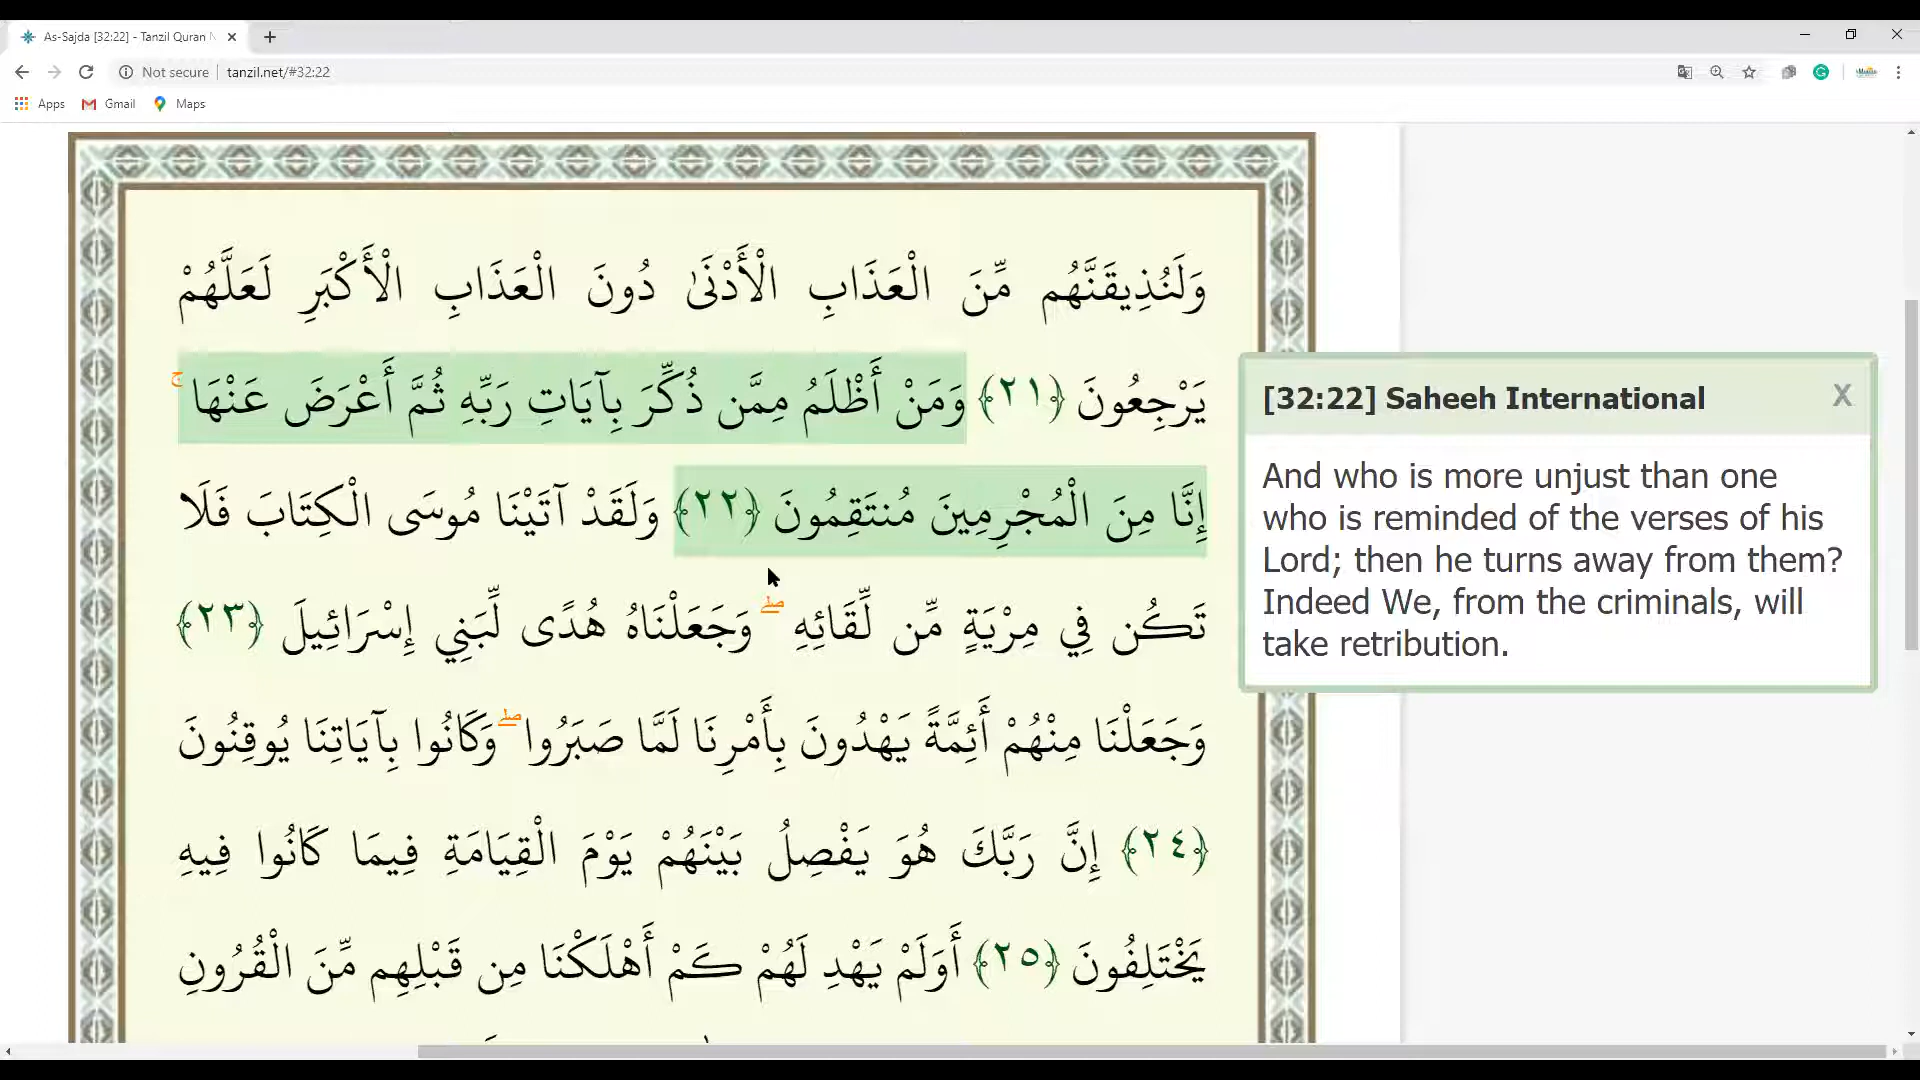 As-Sajda [32:22] - Tanzil Quran N
Not secure
tanzil.net/#32:22
Apps Gmail Maps
وَلَنُذِيقَنَّهُم مِّنَ الْعَذَابِ الْأَدْنَىٰ دُونَ الْعَذَابِ الْأَكْبَرِ لَعَلَّهُمْ
يَرْجِعُونَ ﴿٢١﴾ وَمَنْ أَظْلَمُ مِمَّن ذُكِّرَ بِآيَاتِ رَبِّهِ ثُمَّ أَعْرَضَ عَنْهَا ۚ
إِنَّا مِنَ الْمُجْرِمِينَ مُنتَقِمُونَ ﴿٢٢﴾ وَلَقَدْ آتَيْنَا مُوسَى الْكِتَابَ فَلَا
تَكُن فِي مِرْيَةٍ مِّن لِّقَائِهِ ۖ وَجَعَلْنَاهُ هُدًى لِّبَنِي إِسْرَائِيلَ ﴿٢٣﴾
وَجَعَلْنَا مِنْهُمْ أَئِمَّةً يَهْدُونَ بِأَمْرِنَا لَمَّا صَبَرُوا ۖ وَكَانُوا بِآيَاتِنَا يُوقِنُونَ
﴿٢٤﴾ إِنَّ رَبَّكَ هُوَ يَفْصِلُ بَيْنَهُمْ يَوْمَ الْقِيَامَةِ فِيمَا كَانُوا فِيهِ
يَخْتَلِفُونَ ﴿٢٥﴾ أَوَلَمْ يَهْدِ لَهُمْ كَمْ أَهْلَكْنَا مِن قَبْلِهِم مِّنَ الْقُرُونِ
[32:22] Saheeh International X
And who is more unjust than one
who is reminded of the verses of his
Lord; then he turns away from them?
Indeed We, from the criminals, will
take retribution.